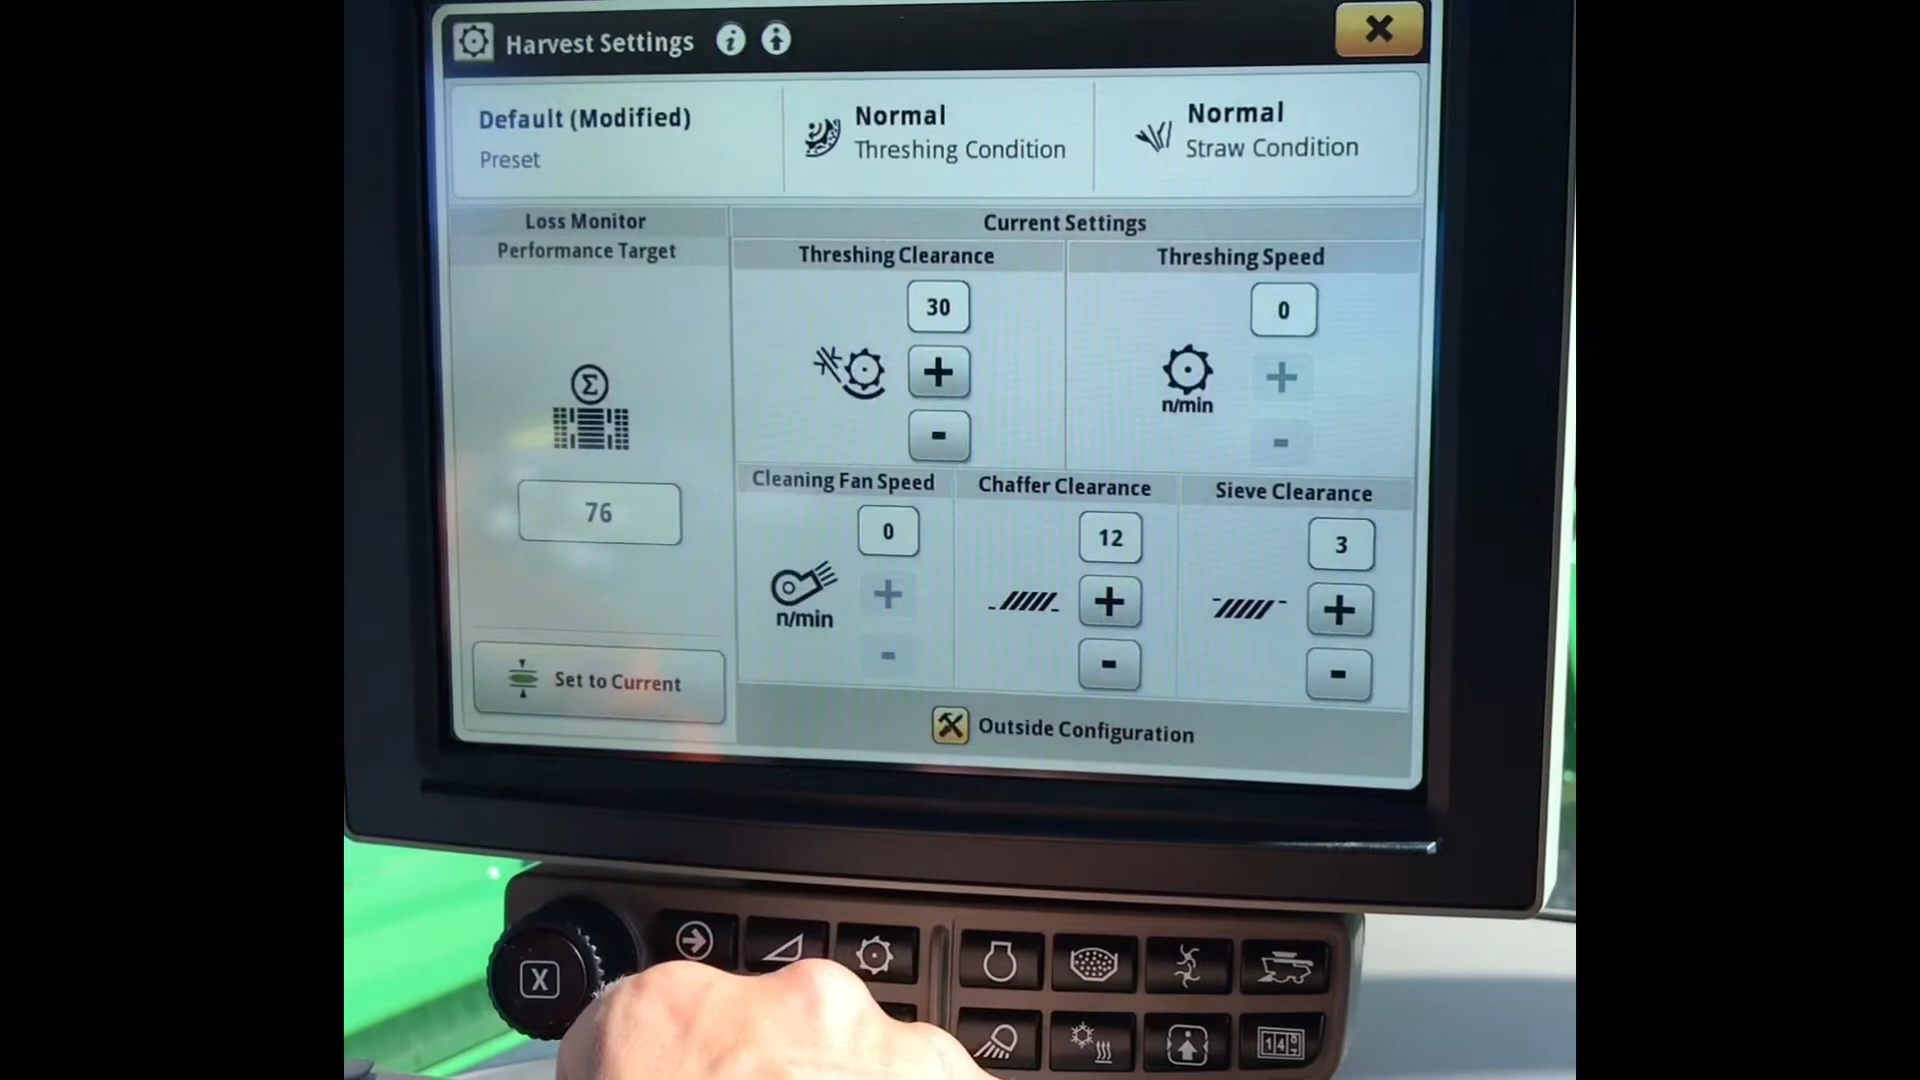 Harvest Settings
Default (Modified)
Preset
Normal
Threshing Condition
Normal
Straw Condition
Loss Monitor
Performance Target
76
Set to Current
Current Settings
Threshing Clearance
30
+
-
Threshing Speed
0
n/min
+
-
Cleaning Fan Speed
0
n/min
+
-
Chaffer Clearance
12
+
-
Sieve Clearance
3
+
-
Outside Configuration
X